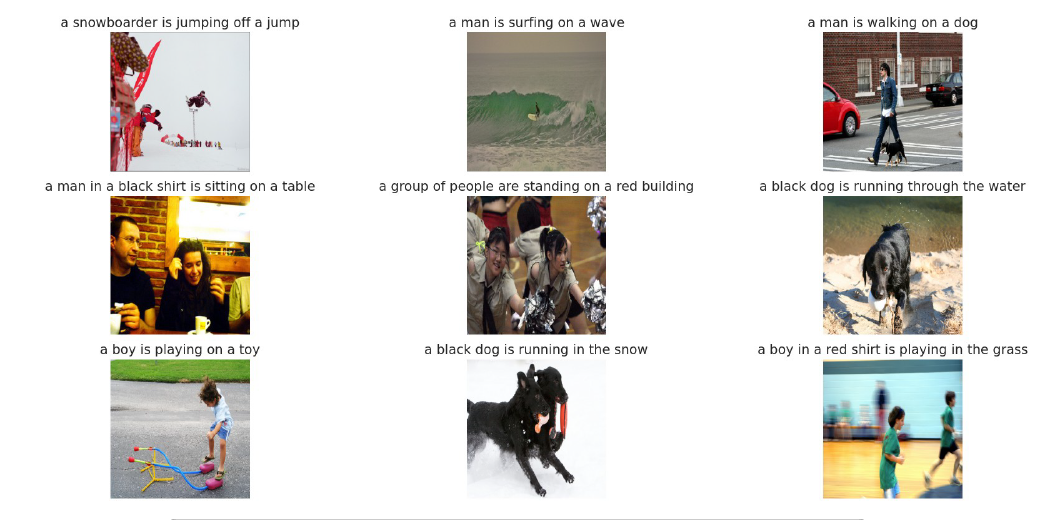 a snowboarder is jumping off a jump
a man is surfing on a wave
a man is walking on a dog
a man in a black shirt is sitting on a table
a group of people are standing on a red building
a black dog is running through the water
a boy is playing on a toy
a black dog is running in the snow
a boy in a red shirt is playing in the grass